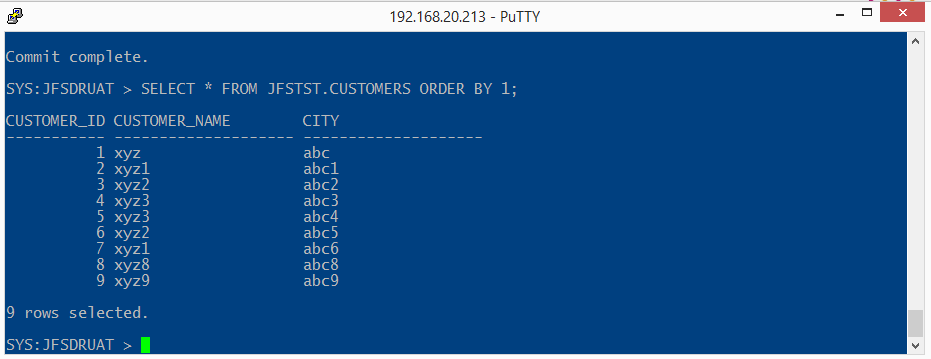 192.168.20.213 - PuTTY
Commit complete.
SYS:JFSDRUAT > SELECT * FROM JFSTST.CUSTOMERS ORDER BY 1;
CUSTOMER_ID CUSTOMER_NAME        CITY
----------- -------------------- --------------------
          1 xyz                  abc
          2 xyz1                 abc1
          3 xyz2                 abc2
          4 xyz3                 abc3
          5 xyz3                 abc4
          6 xyz2                 abc5
          7 xyz1                 abc6
          8 xyz8                 abc8
          9 xyz9                 abc9
9 rows selected.
SYS:JFSDRUAT >